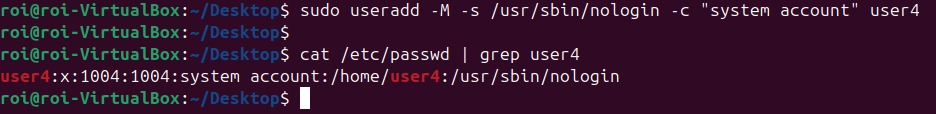 roi@roi-VirtualBox:~/Desktop$ sudo useradd -M -s /usr/sbin/nologin -c "system account" user4
roi@roi-VirtualBox:~/Desktop$
roi@roi-VirtualBox:~/Desktop$ cat /etc/passwd | grep user4
user4:x:1004:1004:system account:/home/user4:/usr/sbin/nologin
roi@roi-VirtualBox:~/Desktop$